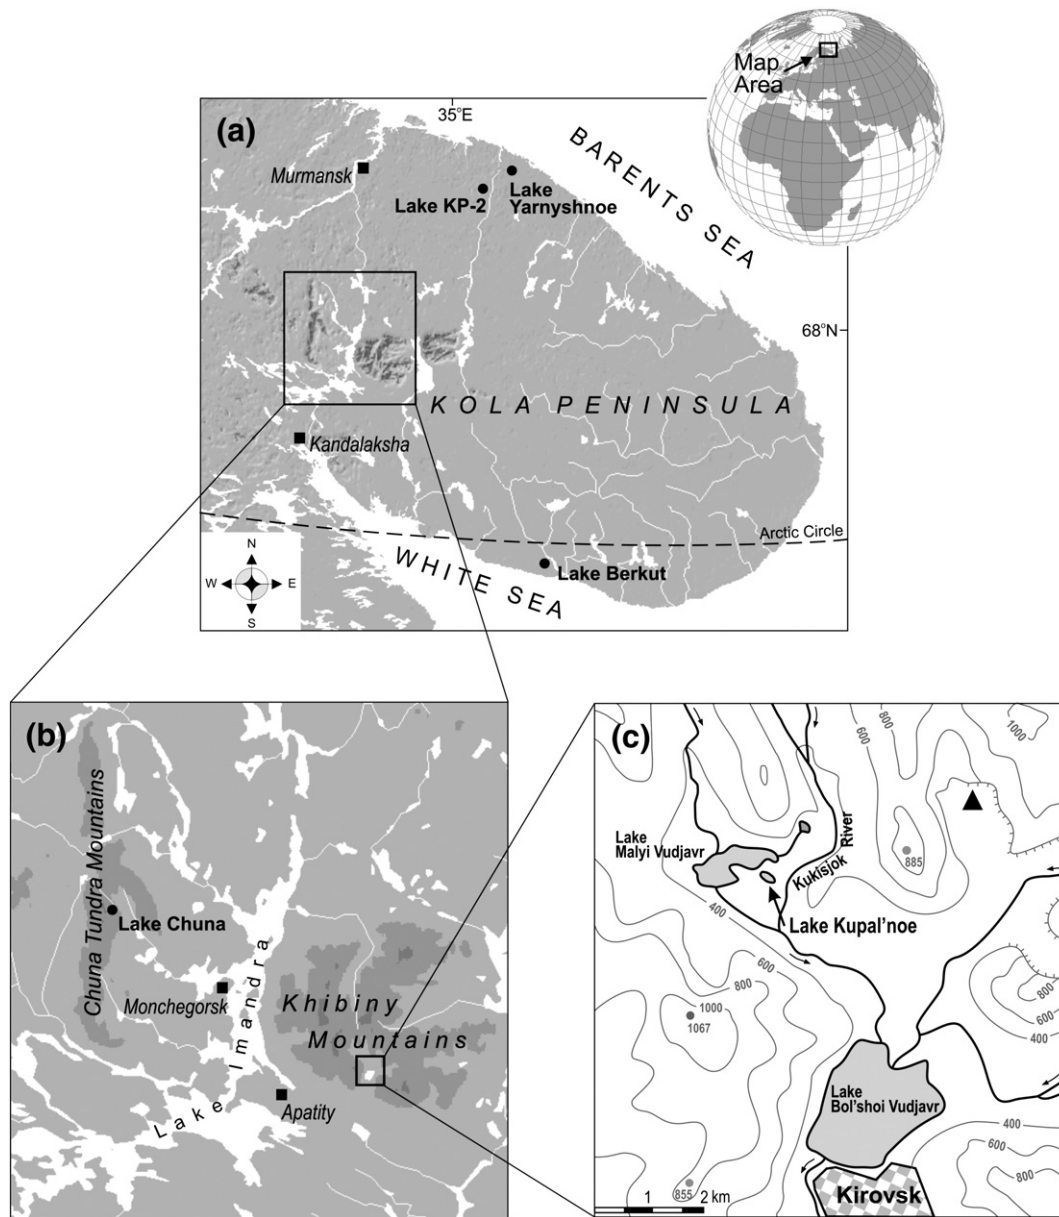 Map
Area
(a)
35°E
BARENTS SEA
Murmansk
Lake KP-2
Lake
Yarnyshnoe
68°N
KOLA PENINSULA
Kandalaksha
Arctic Circle
WHITE SEA
Lake Berkut
N
W
E
S
(b)
Chuna Tundra Mountains
Lake Chuna
Monchegorsk
Lake Imandra
Khibiny
Mountains
Apatity
(c)
800
600
1000
Lake
Malyi Vudjavr
Kukisjok
River
885
400
Lake Kupal'noe
600
800
1000
1067
800
600
400
Lake
Bol'shoi Vudjavr
400
600
800
855
1
2 km
Kirovsk